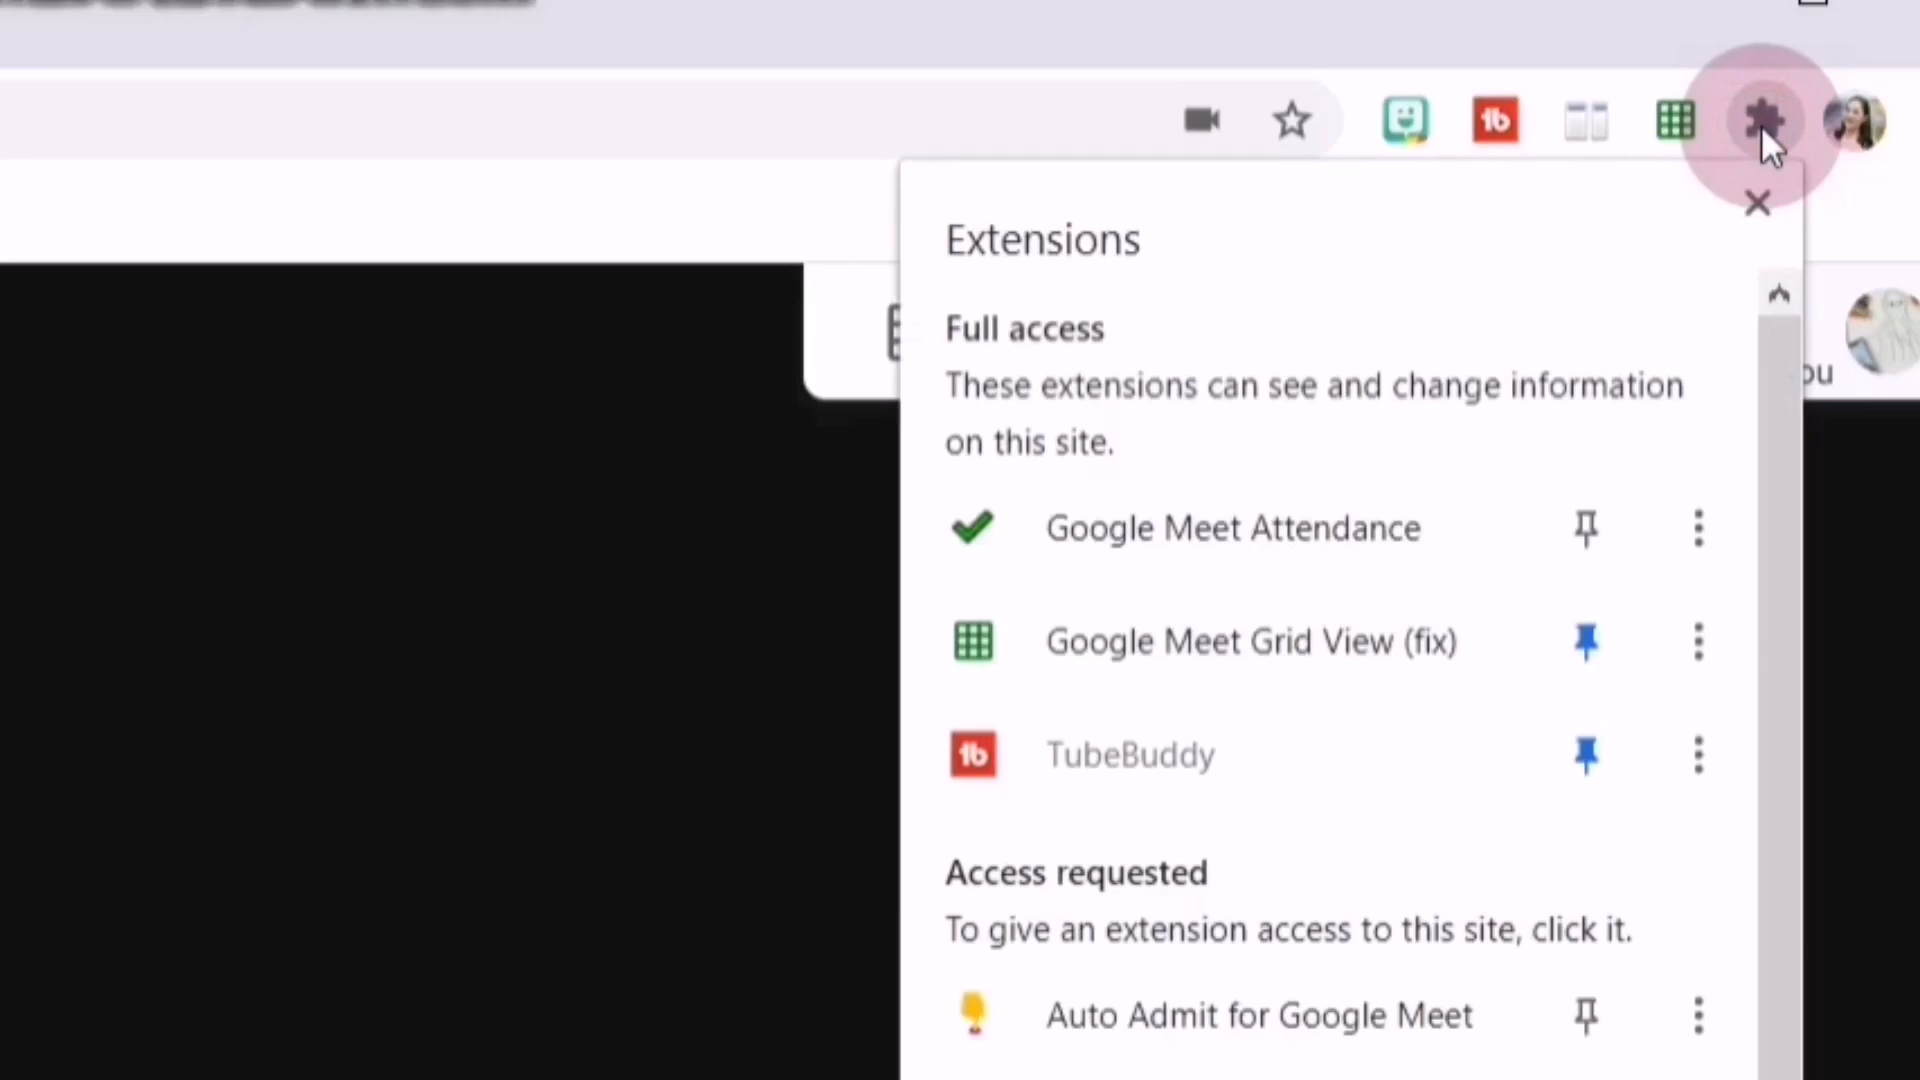 Extensions
Full access
These extensions can see and change information
on this site.
Google Meet Attendance
Google Meet Grid View (fix)
TubeBuddy
Access requested
To give an extension access to this site, click it.
Auto Admit for Google Meet